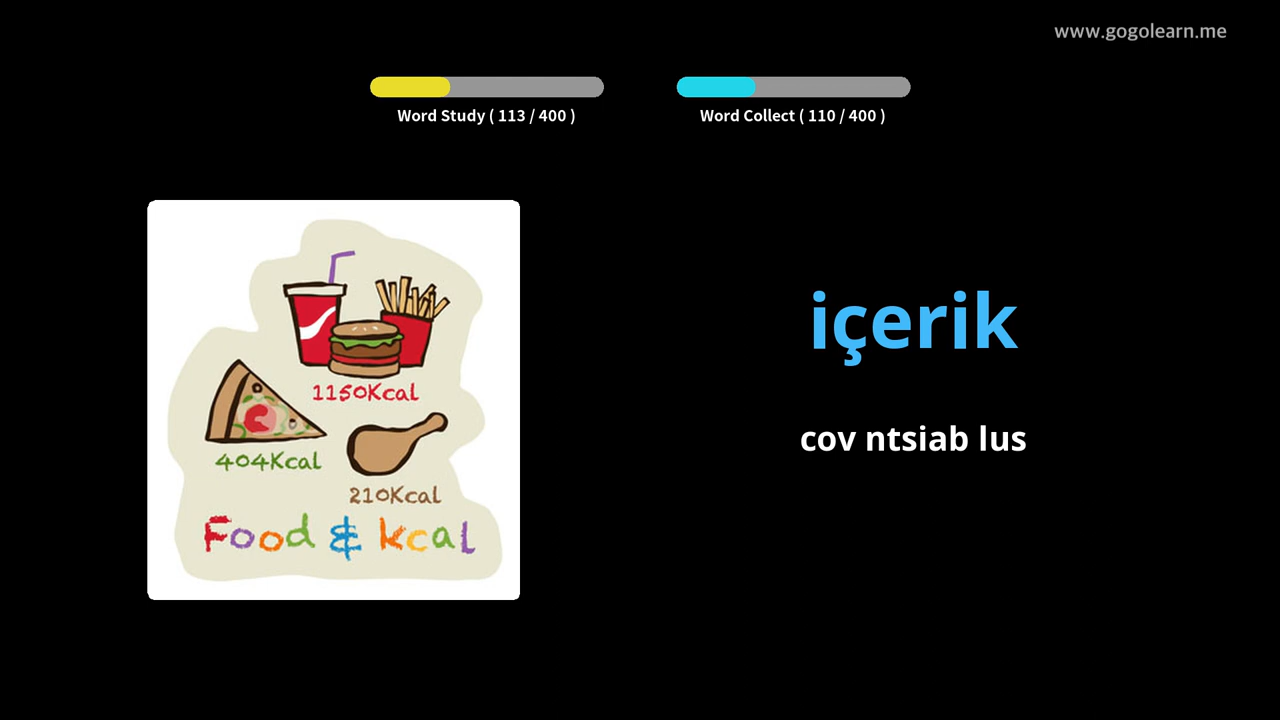 www.gogolearn.me
Word Study ( 113 / 400 )
Word Collect ( 110 / 400 )
1150Kcal
404Kcal
210Kcal
Food & kcal
içerik
cov ntsiab lus